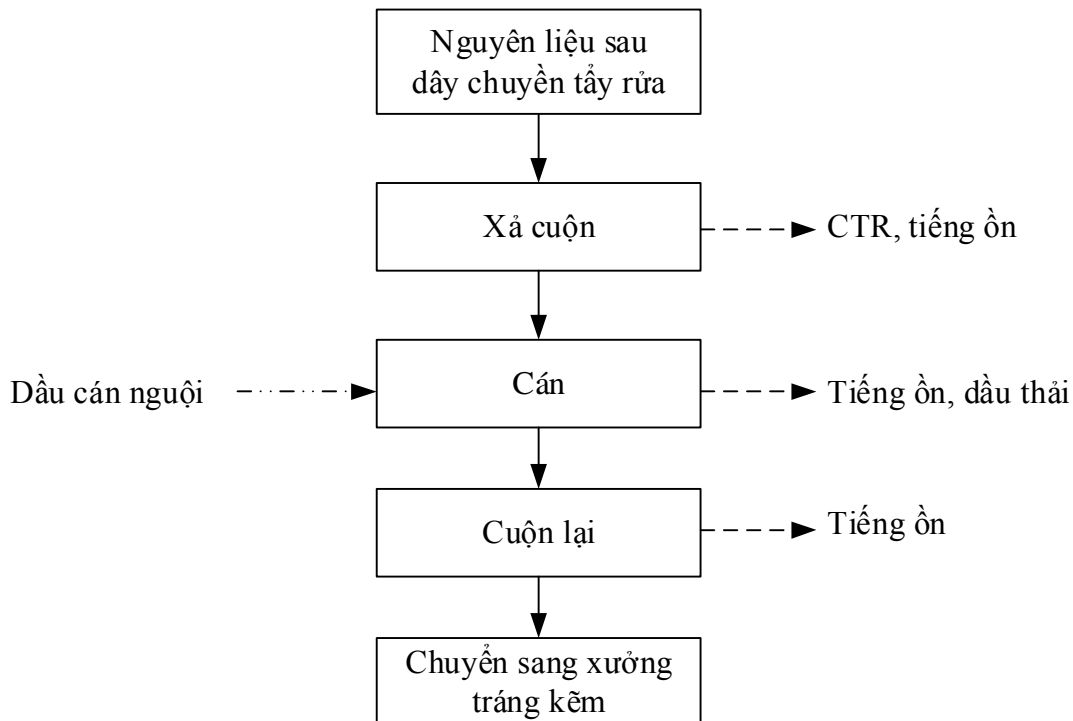 Nguyên liệu sau
dây chuyền tẩy rửa
Xả cuộn
CTR, tiếng ồn
Dầu cán nguội
Cán
Tiếng ồn, dầu thải
Cuộn lại
Tiếng ồn
Chuyển sang xưởng
tráng kẽm